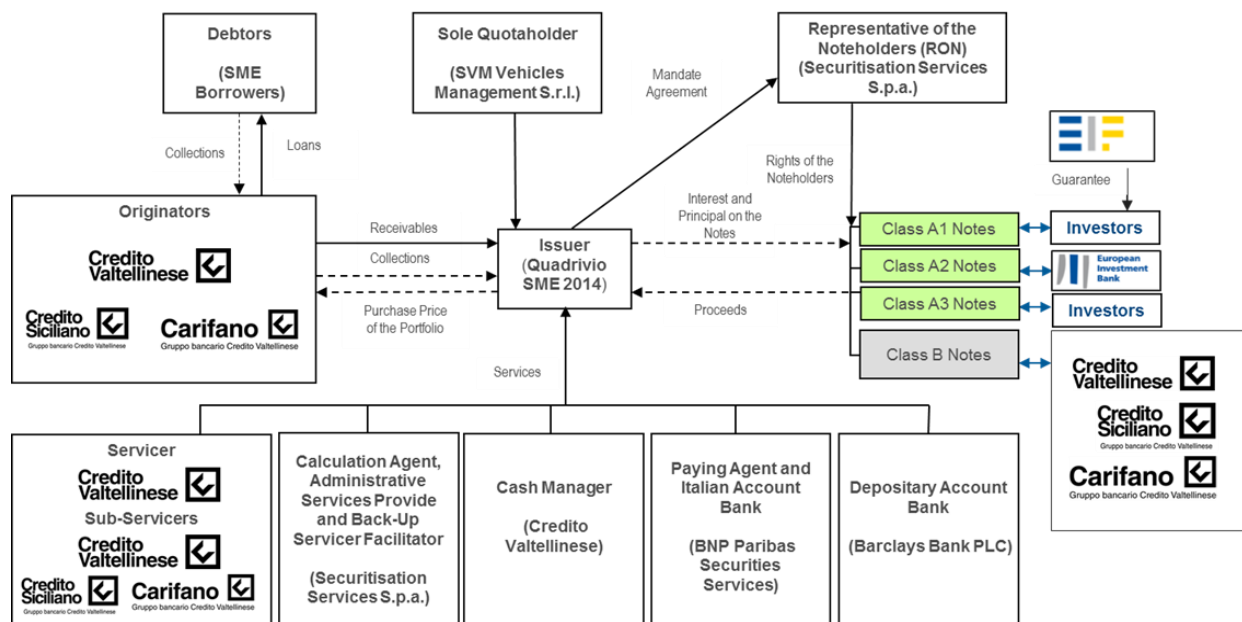 Debtors
(SME
Borrowers)
Sole Quotaholder
(SVM Vehicles
Management S.r.l.)
Representative of the
Noteholders (RON)
(Securitisation Services
S.p.a.)
Mandate
Agreement
Collections
Loans
Rights of the
Noteholders
EIF
Guarantee
Originators
Credito
Valtellinese
Credito
Siciliano
Gruppo bancario Credito Valtellinese
Carifano
Gruppo bancario Credito Valtellinese
Receivables
Collections
Purchase Price
of the Portfolio
Issuer
(Quadrivio
SME 2014)
Interest and
Principal on the
Notes
Proceeds
Class A1 Notes
Investors
Class A2 Notes
European
Investment
Bank
Class A3 Notes
Investors
Class B Notes
Credito
Valtellinese
Credito
Siciliano
Gruppo bancario Credito Valtellinese
Carifano
Gruppo bancario Credito Valtellinese
Services
Servicer
Credito
Valtellinese
Sub-Servicers
Credito
Valtellinese
Credito
Siciliano
Gruppo bancario Credito Valtellinese
Carifano
Gruppo bancario Credito Valtellinese
Calculation Agent,
Administrative
Services Provide
and Back-Up
Servicer Facilitator
(Securitisation
Services S.p.a.)
Cash Manager
(Credito
Valtellinese)
Paying Agent and
Italian Account
Bank
(BNP Paribas
Securities
Services)
Depositary Account
Bank
(Barclays Bank PLC)